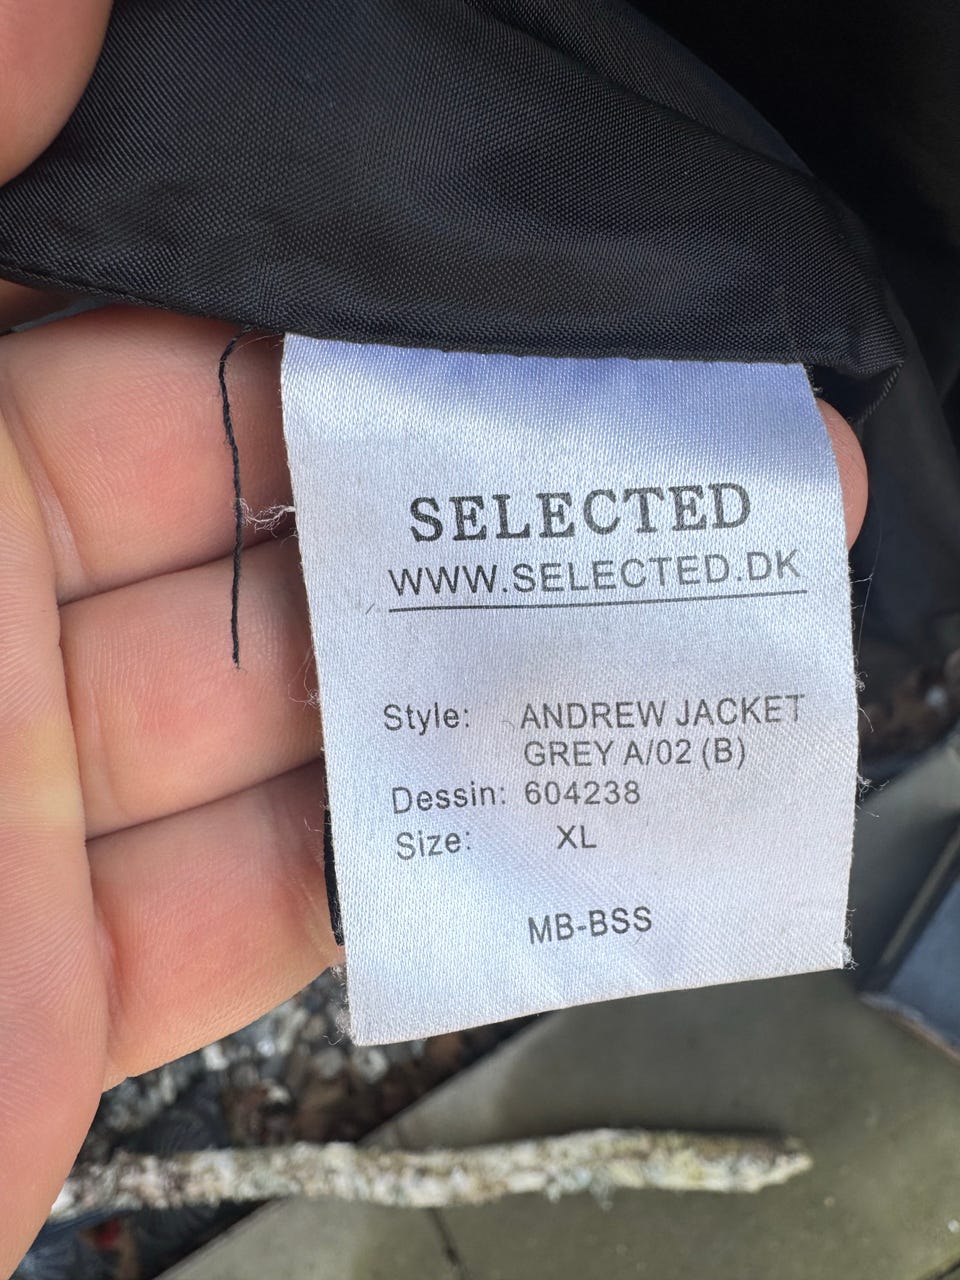 SELECTED
WWW.SELECTED.DK
Style: ANDREW JACKET
GREY A/02 (B)
Dessin: 604238
Size: XL
MB-BSS